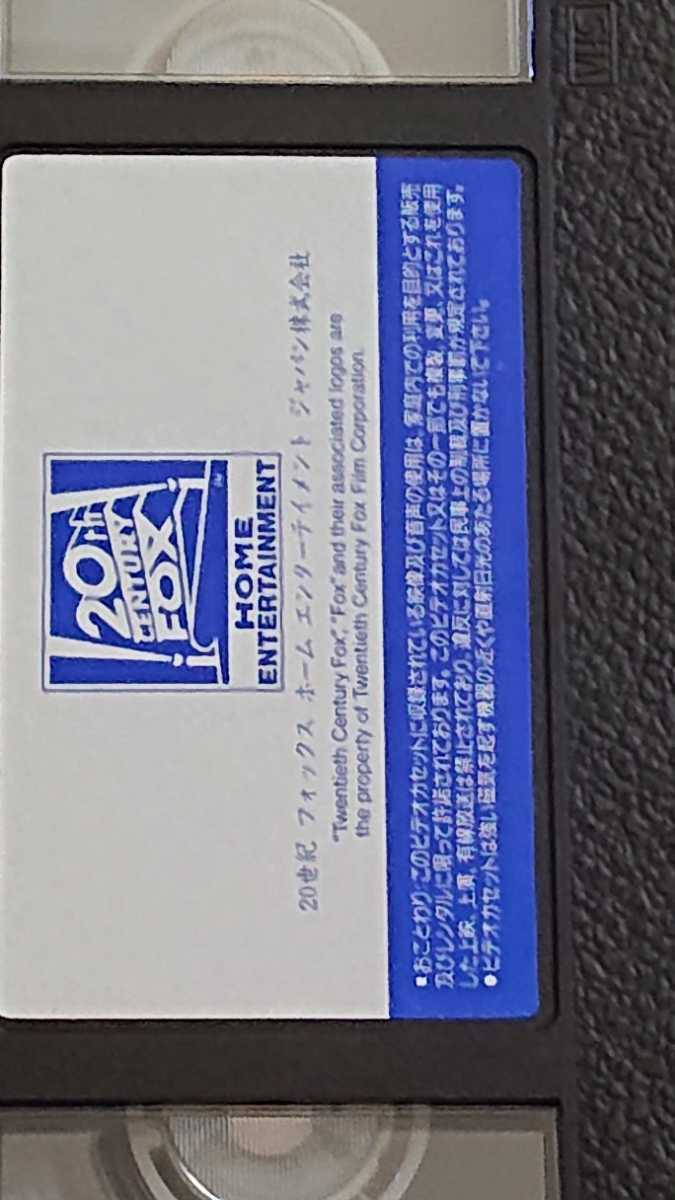 VHS
20th
CENTURY
FOX
TM
HOME
ENTERTAINMENT
20世紀 フォックス ホーム エンターテイメント ジャパン株式会社
"Twentieth Century Fox", "Fox" and their associated logos are
the property of Twentieth Century Fox Film Corporation.
■おことわり:このビデオカセットに収録されている映像及び音声の使用は、家庭内での利用を目的とする販売
及びレンタルに限って許諾されております。このビデオカセット又はその一部でも複製、変更、又はこれを使用
した上映、上演、有線放送は禁止されており、違反に対しては民事上の制裁及び刑事罰が規定されております。
●ビデオカセットは強い磁気を起す機器の近くや直射日光のあたる場所に置かないで下さい。